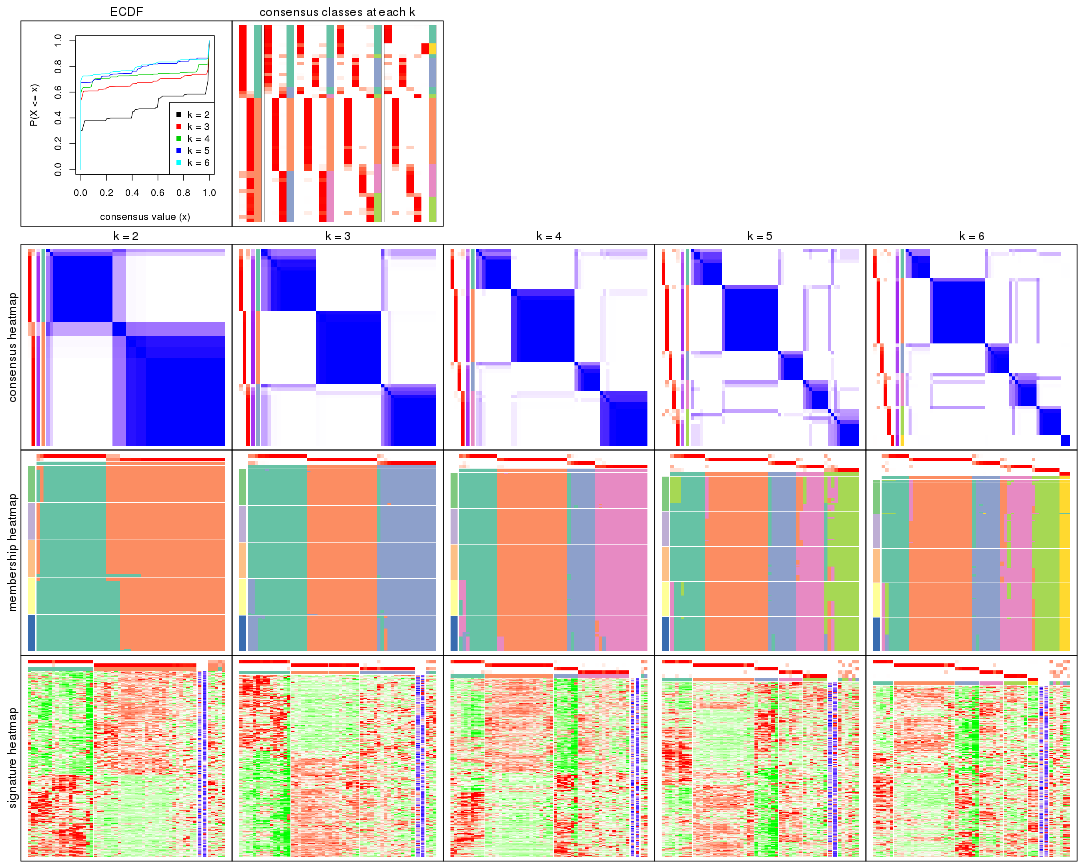 ECDF
consensus classes at each k
P(X <= x)
0.0
0.2
0.4
0.6
0.8
1.0
k = 2
k = 3
k = 4
k = 5
k = 6
0.0 0.2 0.4 0.6 0.8 1.0
consensus value (x)
k = 2
k = 3
k = 4
k = 5
k = 6
consensus heatmap
membership heatmap
signature heatmap